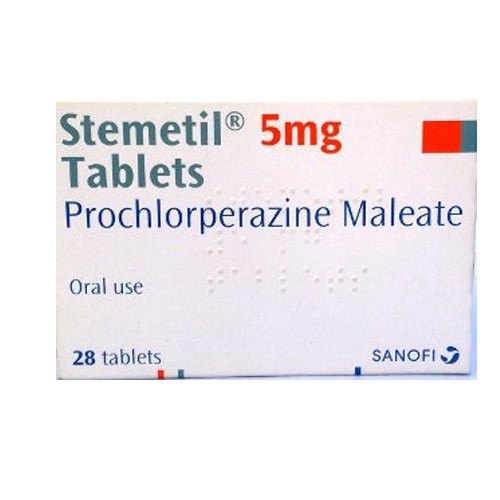 Stemetil® 5mg
Tablets
Prochlorperazine Maleate
Oral use
28 tablets
SANOFI